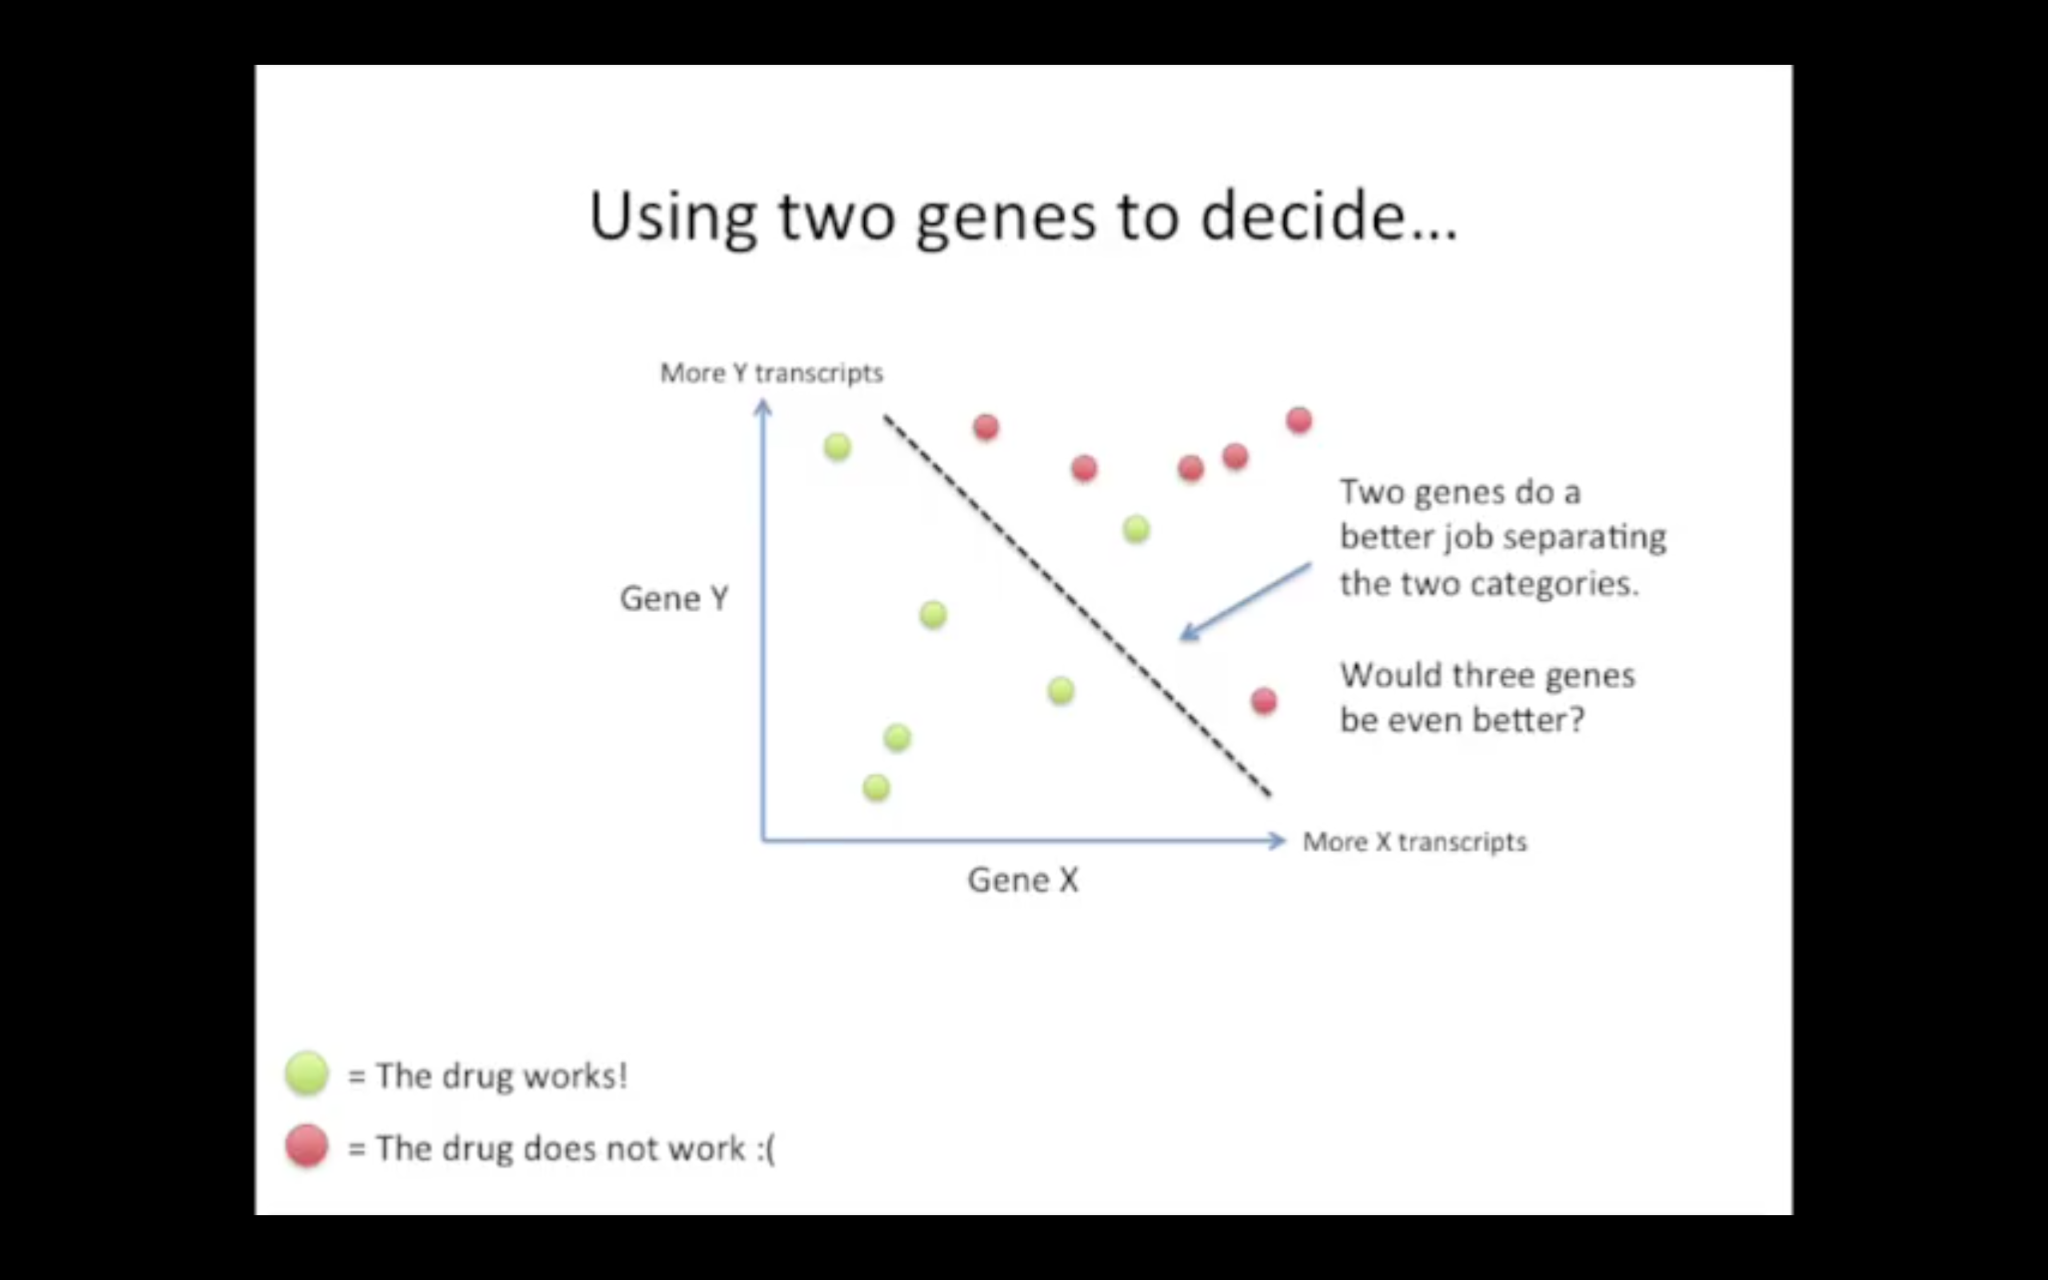 Using two genes to decide...
More Y transcripts
Two genes do a
better job separating
the two categories.
Gene Y
Would three genes
be even better?
More X transcripts
Gene X
= The drug works!
= The drug does not work :(